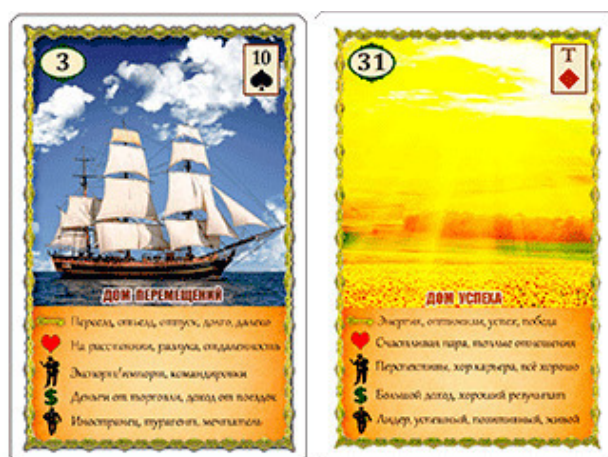 3
10
ДОМ ПЕРЕМЕЩЕНИЙ
Переезд, отъезд, отпуск, долго, далеко
На расстоянии, разлука, отдаленность
Экспорт/импорт, командировки
Деньги от торговли, доход от поездок
Иностранец, турагент, мечтатель
31
Т
ДОМ УСПЕХА
Энергия, оптимизм, успех, победа
Счастливая пара, теплые отношения
Перспективы, хор карьера, всё хорошо
$ Большой доход, хороший результат
Лидер, успешный, позитивный, живой